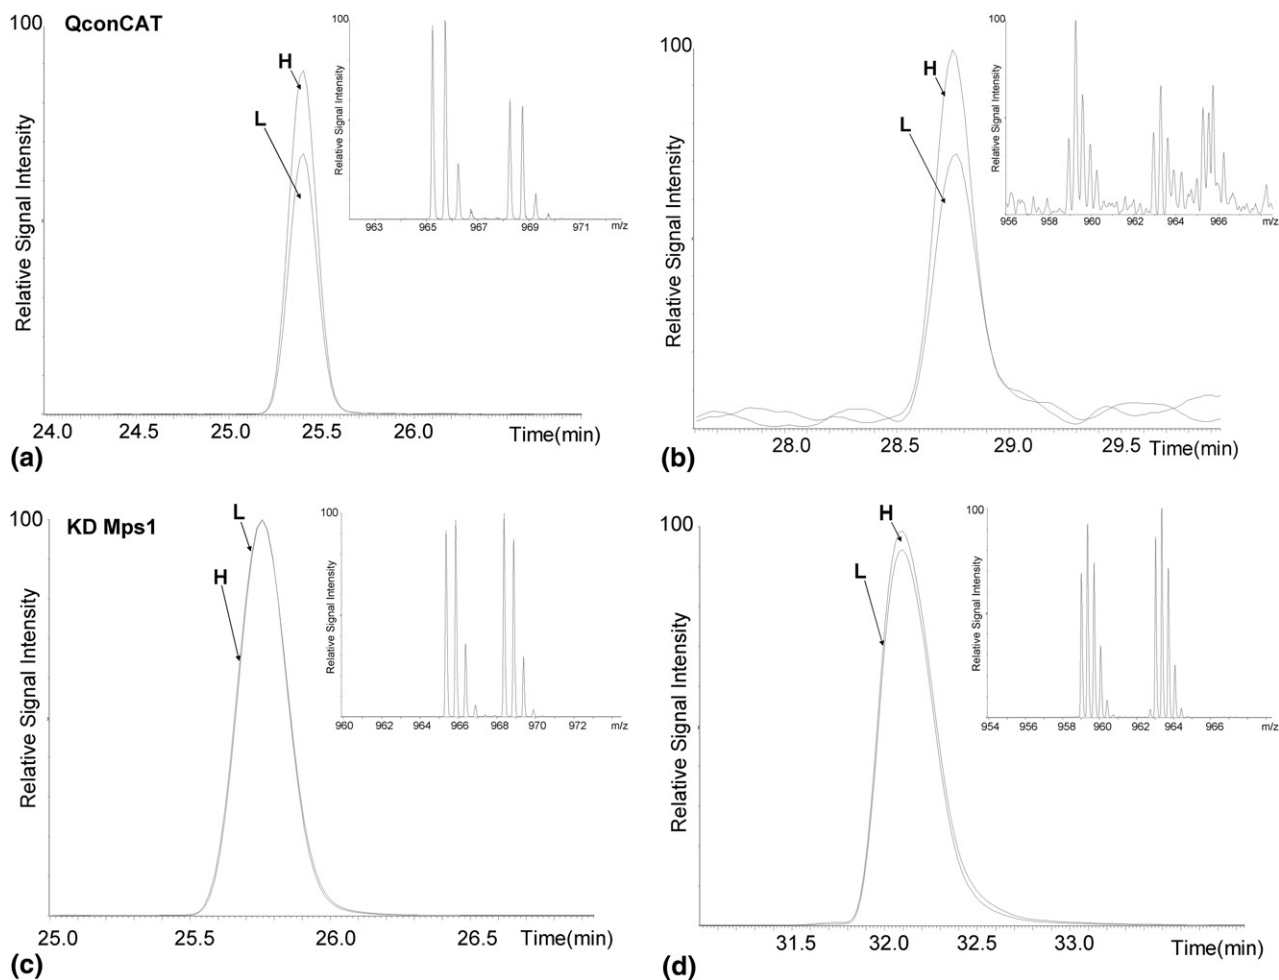 100
QconCAT
H
L
Relative Signal Intensity
24.0 24.5 25.0 25.5 26.0 Time(min)
(a)
100
Relative Signal Intensity
963 965 967 969 971 m/z
100
H
L
Relative Signal Intensity
28.0 28.5 29.0 29.5 Time(min)
(b)
100
Relative Signal Intensity
956 958 960 962 964 966 m/z
100
KD Mps1
L
H
Relative Signal Intensity
25.0 25.5 26.0 26.5 Time(min)
(c)
100
Relative Signal Intensity
960 962 964 966 968 970 972 m/z
100
H
L
Relative Signal Intensity
31.5 32.0 32.5 33.0 Time(min)
(d)
100
Relative Signal Intensity
954 956 958 960 962 964 966 m/z